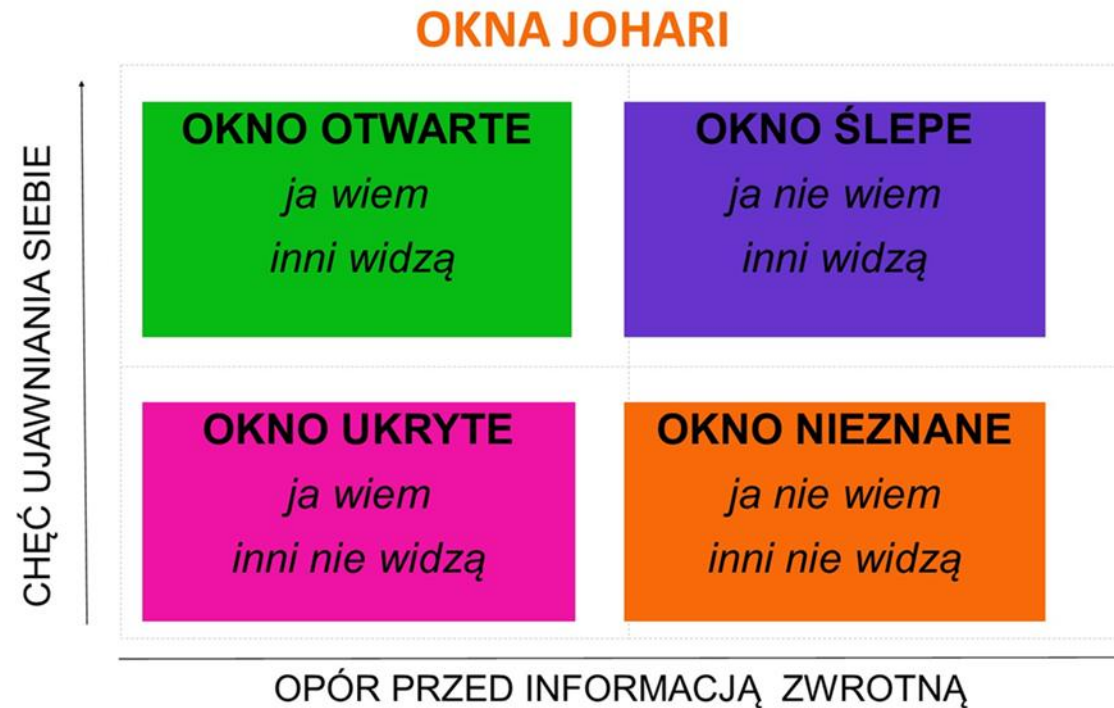 OKNA JOHARI
CHĘĆ UJAWNIANIA SIEBIE
OKNO OTWARTE
ja wiem
inni widzą
OKNO ŚLEPE
ja nie wiem
inni widzą
OKNO UKRYTE
ja wiem
inni nie widzą
OKNO NIEZNANE
ja nie wiem
inni nie widzą
OPÓR PRZED INFORMACJĄ ZWROTNĄ